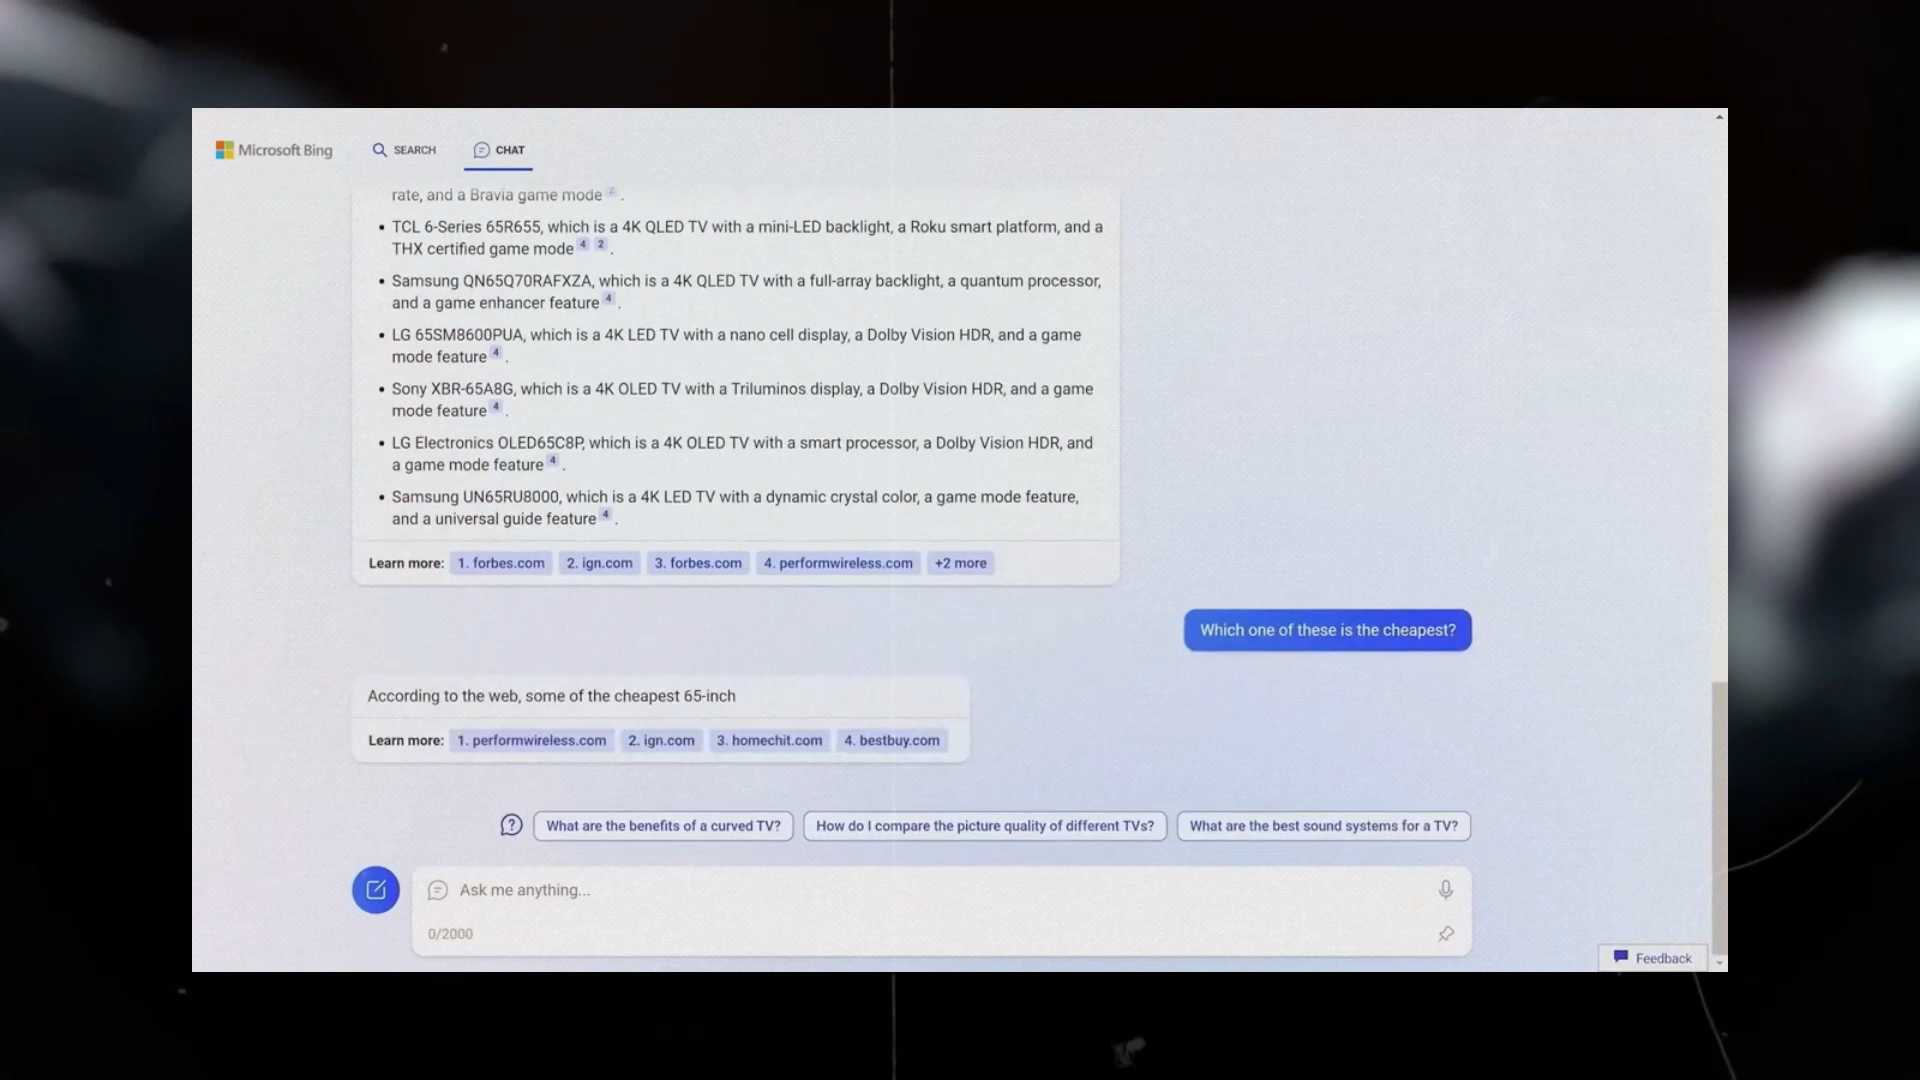 Microsoft Bing
SEARCH
CHAT
rate, and a Bravia game mode 2 .
• TCL 6-Series 65R655, which is a 4K QLED TV with a mini-LED backlight, a Roku smart platform, and a
THX certified game mode 4 2 .
• Samsung QN65Q70RAFXZA, which is a 4K QLED TV with a full-array backlight, a quantum processor,
and a game enhancer feature 4 .
• LG 65SM8600PUA, which is a 4K LED TV with a nano cell display, a Dolby Vision HDR, and a game
mode feature 4 .
• Sony XBR-65A8G, which is a 4K OLED TV with a Triluminos display, a Dolby Vision HDR, and a game
mode feature 4 .
• LG Electronics OLED65C8P, which is a 4K OLED TV with a smart processor, a Dolby Vision HDR, and
a game mode feature 4 .
• Samsung UN65RU8000, which is a 4K LED TV with a dynamic crystal color, a game mode feature,
and a universal guide feature 4 .
Learn more: 1. forbes.com 2. ign.com 3. forbes.com 4. performwireless.com +2 more
Which one of these is the cheapest?
According to the web, some of the cheapest 65-inch
Learn more: 1. performwireless.com 2. ign.com 3. homechit.com 4. bestbuy.com
What are the benefits of a curved TV? How do I compare the picture quality of different TVs? What are the best sound systems for a TV?
Ask me anything...
0/2000
Feedback